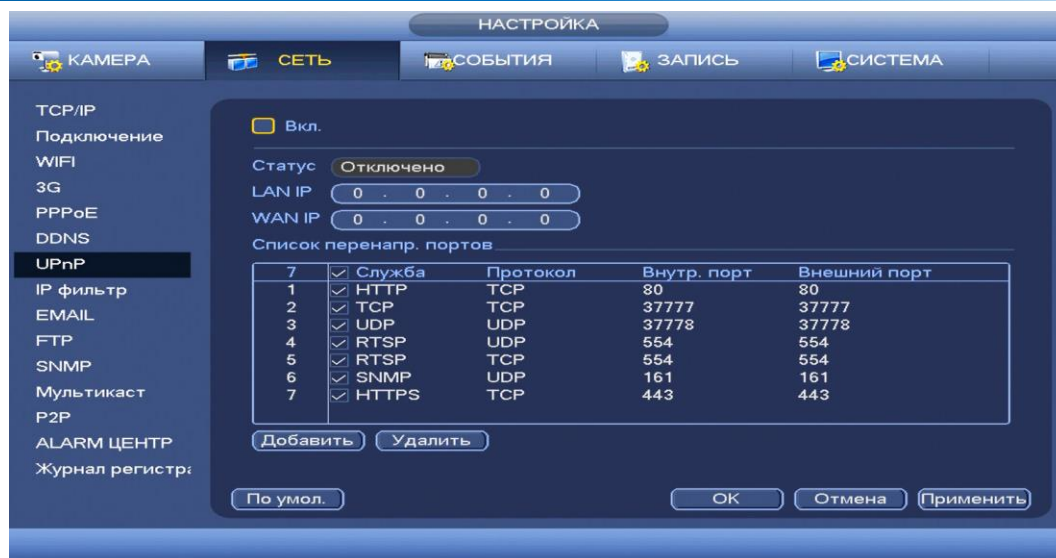 НАСТРОЙКА
КАМЕРА СЕТЬ СОБЫТИЯ ЗАПИСЬ СИСТЕМА
TCP/IP
Подключение
WIFI
3G
PPPoE
DDNS
UPnP
IP фильтр
EMAIL
FTP
SNMP
Мультикаст
P2P
ALARM ЦЕНТР
Журнал регистра
Вкл.
Статус Отключено
LAN IP 0 . 0 . 0 . 0
WAN IP 0 . 0 . 0 . 0
Список перенапр. портов
7 Служба Протокол Внутр. порт Внешний порт
1 HTTP TCP 80 80
2 TCP TCP 37777 37777
3 UDP UDP 37778 37778
4 RTSP UDP 554 554
5 RTSP TCP 554 554
6 SNMP UDP 161 161
7 HTTPS TCP 443 443
Добавить Удалить
По умол. OK Отмена Применить